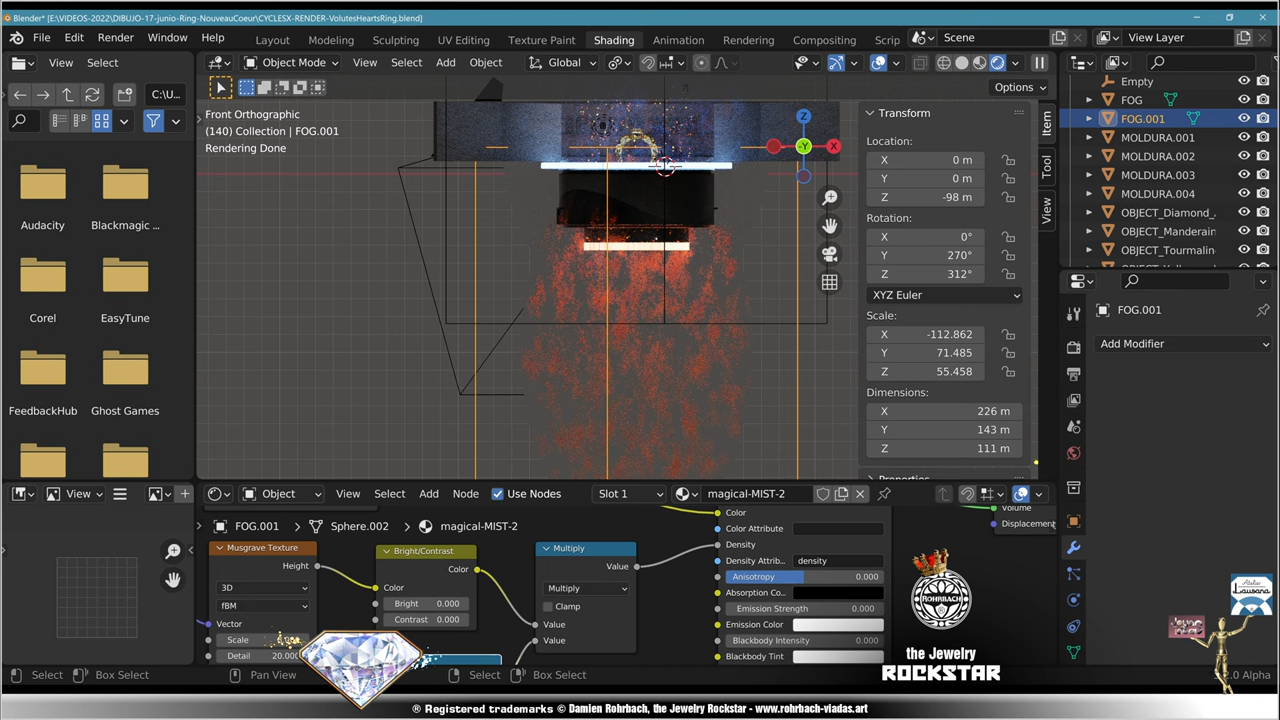 Blender* [E:\VIDEOS-2022\DIBUJO-17-junio-Ring-NouveauCoeur\CYCLESX-RENDER-VolutesHeartsRing.blend]
File Edit Render Window Help
Layout Modeling Sculpting UV Editing Texture Paint Shading Animation Rendering Compositing Scrip
Scene
View Layer
View Select
Object Mode View Select Add Object
Global
C:\U...
Options
Front Orthographic
(140) Collection | FOG.001
Rendering Done
Z
-Y
X
Audacity
Blackmagic ...
Corel
EasyTune
FeedbackHub
Ghost Games
Transform
Location:
X 0 m
Y 0 m
Z -98 m
Rotation:
X 0°
Y 270°
Z 312°
XYZ Euler
Scale:
X -112.862
Y 71.485
Z 55.458
Dimensions:
X 226 m
Y 143 m
Z 111 m
Properties
Item
Tool
View
Empty
FOG
FOG.001
MOLDURA.001
MOLDURA.002
MOLDURA.003
MOLDURA.004
OBJECT_Diamond_
OBJECT_Manderain
OBJECT_Tourmalin
FOG.001
Add Modifier
View
Object View Select Add Node Use Nodes Slot 1 magical-MIST-2
FOG.001 Sphere.002 magical-MIST-2
Musgrave Texture
Height
3D
fBM
Vector
Scale
Detail 20.000
Bright/Contrast
Color
Color
Bright 0.000
Contrast 0.000
Multiply
Value
Multiply
Clamp
Value
Value
Color
Color Attribute
Density
Density Attrib... density
Anisotropy 0.000
Absorption Co...
Emission Strength 0.000
Emission Color
Blackbody Intensity 0.000
Blackbody Tint
Volume
Displacement
ROHRBACH
the Jewelry
ROCKSTAR
Select Box Select Pan View Select Box Select
.0 Alpha
® Registered trademarks © Damien Rohrbach, the Jewelry Rockstar - www.rohrbach-viadas.art